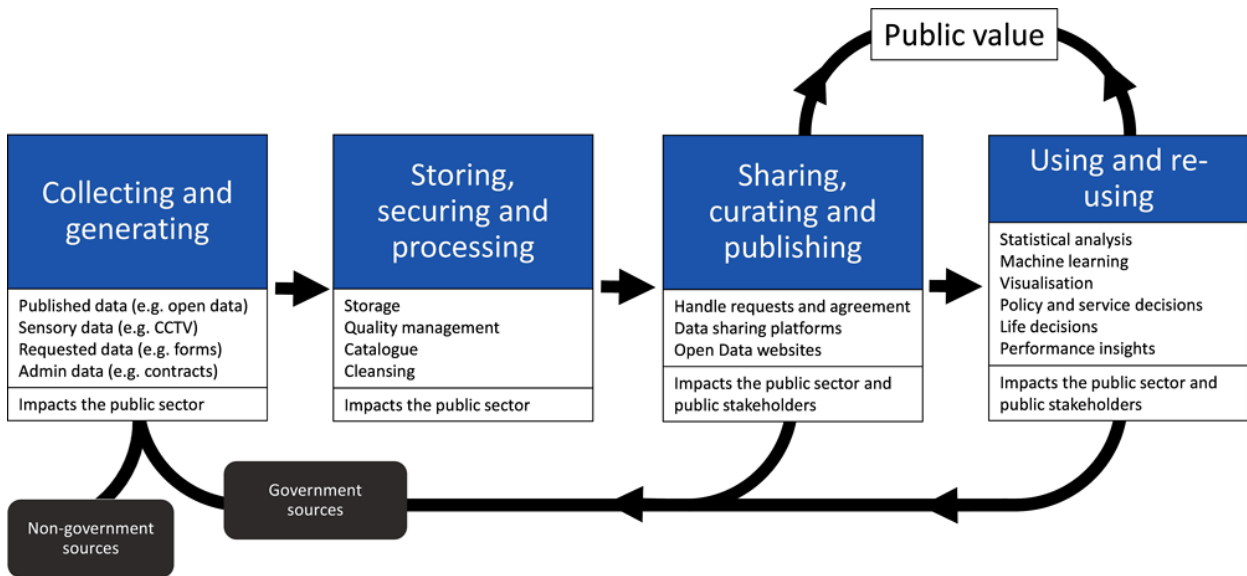 Public value
Collecting and
generating
Published data (e.g. open data)
Sensory data (e.g. CCTV)
Requested data (e.g. forms)
Admin data (e.g. contracts)
Impacts the public sector
Storing,
securing and
processing
Storage
Quality management
Catalogue
Cleansing
Impacts the public sector
Sharing,
curating and
publishing
Handle requests and agreement
Data sharing platforms
Open Data websites
Impacts the public sector and
public stakeholders
Using and re-
using
Statistical analysis
Machine learning
Visualisation
Policy and service decisions
Life decisions
Performance insights
Impacts the public sector and
public stakeholders
Non-government
sources
Government
sources